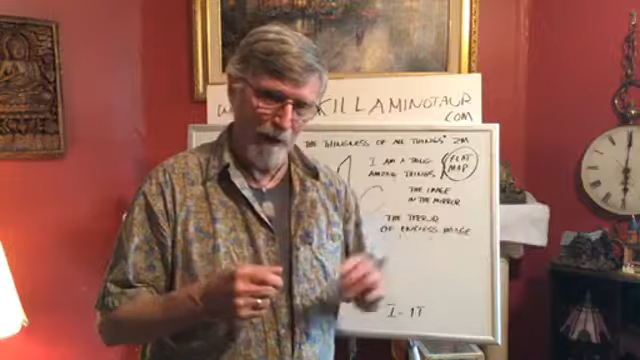 KILLAMINOTAUR
COM
THE THINGNESS OF ALL THINGS" 2M
I AM A THING
AMONG THINGS
FLAT
MAP
THE IMAGE
IN THE MIRROR
THE TERROR
OF ENDLESS IMAGE
I - IT